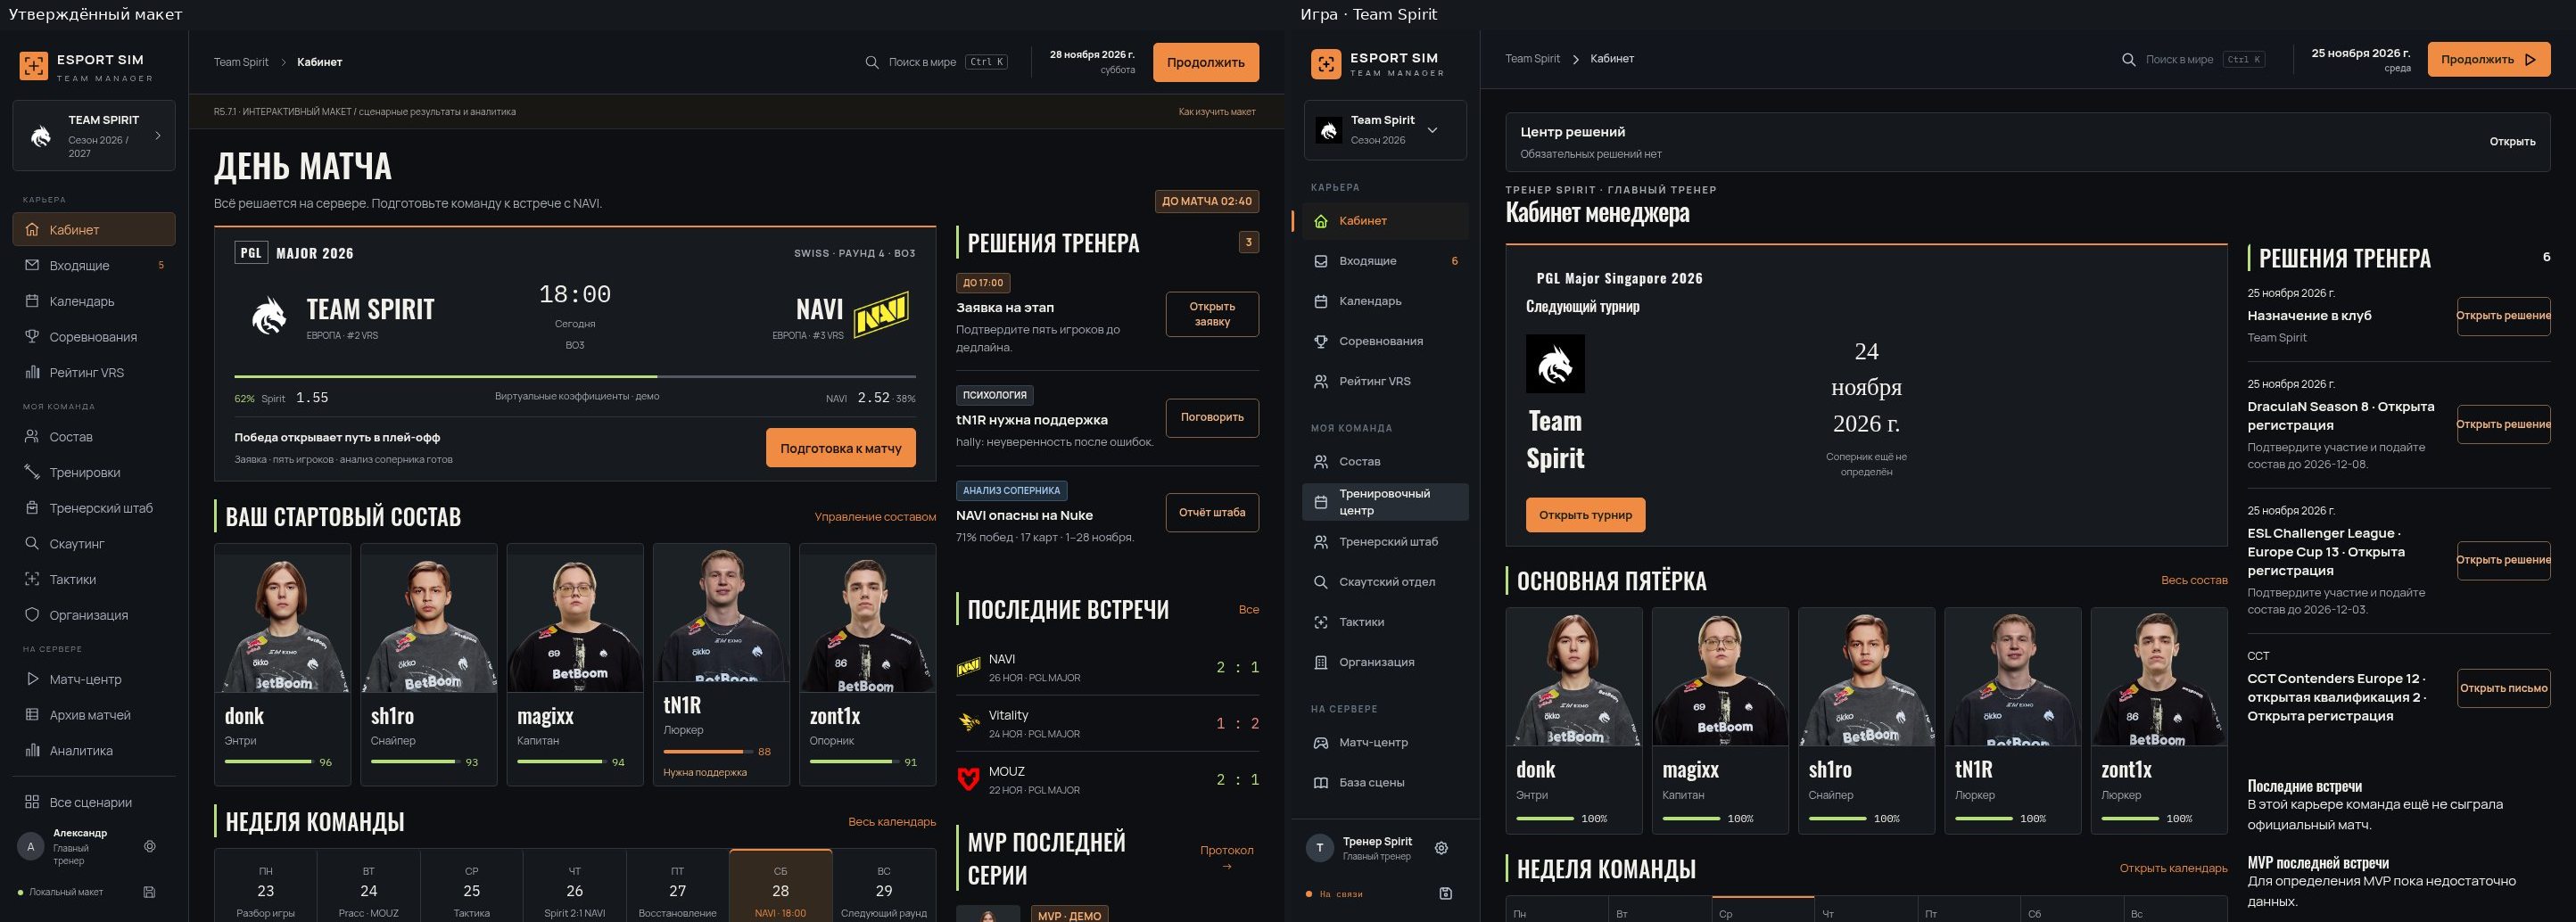 Утверждённый макет
ESPORT SIM
TEAM MANAGER
TEAM SPIRIT
Сезон 2026 /
2027
КАРЬЕРА
Кабинет
Входящие 5
Календарь
Соревнования
Рейтинг VRS
МОЯ КОМАНДА
Состав
Тренировки
Тренерский штаб
Скаутинг
Тактики
Организация
НА СЕРВЕРЕ
Матч-центр
Архив матчей
Аналитика
Все сценарии
А
Александр
Главный
тренер
Локальный макет
Team Spirit > Кабинет
Поиск в мире Ctrl K
28 ноября 2026 г.
суббота
Продолжить
R5.7.1 · ИНТЕРАКТИВНЫЙ МАКЕТ / сценарные результаты и аналитика
Как изучить макет
ДЕНЬ МАТЧА
Всё решается на сервере. Подготовьте команду к встрече с NAVI.
ДО МАТЧА 02:40
PGL MAJOR 2026
SWISS · РАУНД 4 · BO3
TEAM SPIRIT
ЕВРОПА · #2 VRS
18:00
Сегодня
BO3
NAVI
ЕВРОПА · #3 VRS
62% Spirit 1.55
Виртуальные коэффициенты · демо
NAVI 2.52 · 38%
Победа открывает путь в плей-офф
Заявка · пять игроков · анализ соперника готов
Подготовка к матчу
ВАШ СТАРТОВЫЙ СОСТАВ
Управление составом
donk
Энтри
96
sh1ro
Снайпер
93
magixx
Капитан
94
tN1R
Люркер
88
Нужна поддержка
zont1x
Опорник
91
НЕДЕЛЯ КОМАНДЫ
Весь календарь
ПН
23
Разбор игры
ВТ
24
Pracc · MOUZ
СР
25
Тактика
ЧТ
26
Spirit 2:1 NAVI
ПТ
27
Восстановление
СБ
28
NAVI · 18:00
ВС
29
Следующий раунд
РЕШЕНИЯ ТРЕНЕРА
3
ДО 17:00
Заявка на этап
Подтвердите пять игроков до
дедлайна.
Открыть
заявку
ПСИХОЛОГИЯ
tN1R нужна поддержка
hally: неуверенность после ошибок.
Поговорить
АНАЛИЗ СОПЕРНИКА
NAVI опасны на Nuke
71% побед · 17 карт · 1–28 ноября.
Отчёт штаба
ПОСЛЕДНИЕ ВСТРЕЧИ
Все
NAVI
26 НОЯ · PGL MAJOR
2 : 1
Vitality
24 НОЯ · PGL MAJOR
1 : 2
MOUZ
22 НОЯ · PGL MAJOR
2 : 1
MVP ПОСЛЕДНЕЙ
СЕРИИ
Протокол
→
MVP · ДЕМО
Игра · Team Spirit
ESPORT SIM
TEAM MANAGER
Team Spirit
Сезон 2026
КАРЬЕРА
Кабинет
Входящие 6
Календарь
Соревнования
Рейтинг VRS
МОЯ КОМАНДА
Состав
Тренировочный
центр
Тренерский штаб
Скаутский отдел
Тактики
Организация
НА СЕРВЕРЕ
Матч-центр
База сцены
Т
Тренер Spirit
Главный тренер
На связи
Team Spirit > Кабинет
Поиск в мире Ctrl K
25 ноября 2026 г.
среда
Продолжить
Центр решений
Обязательных решений нет
Открыть
ТРЕНЕР SPIRIT · ГЛАВНЫЙ ТРЕНЕР
Кабинет менеджера
PGL Major Singapore 2026
Следующий турнир
Team
Spirit
24
ноября
2026 г.
Соперник ещё не
определён
Открыть турнир
ОСНОВНАЯ ПЯТЁРКА
Весь состав
donk
Энтри
100%
magixx
Капитан
100%
sh1ro
Снайпер
100%
tN1R
Люркер
100%
zont1x
Люркер
100%
НЕДЕЛЯ КОМАНДЫ
Открыть календарь
Пн
Вт
Ср
Чт
Пт
Сб
Вс
РЕШЕНИЯ ТРЕНЕРА
6
25 ноября 2026 г.
Назначение в клуб
Team Spirit
Открыть решение
25 ноября 2026 г.
DraculaN Season 8 · Открыта
регистрация
Подтвердите участие и подайте
состав до 2026-12-08.
Открыть решение
25 ноября 2026 г.
ESL Challenger League ·
Europe Cup 13 · Открыта
регистрация
Подтвердите участие и подайте
состав до 2026-12-03.
Открыть решение
CCT
CCT Contenders Europe 12 ·
открытая квалификация 2 ·
Открыта регистрация
Открыть письмо
Последние встречи
В этой карьере команда ещё не сыграла
официальный матч.
MVP последней встречи
Для определения MVP пока недостаточно
данных.